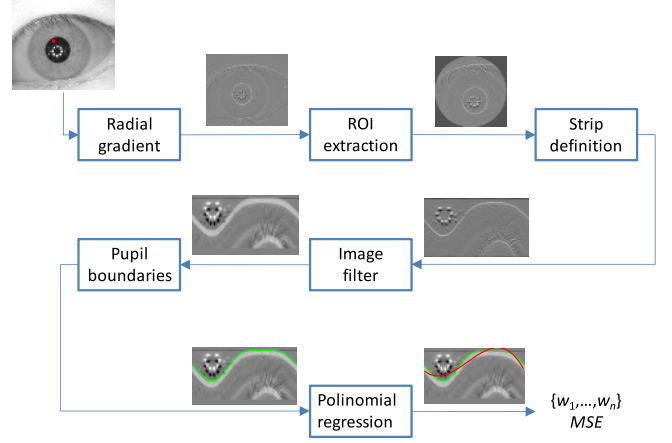 Radial
gradient
ROI
extraction
Strip
definition
Pupil
boundaries
Image
filter
Polinomial
regression
{w1,...,wn}
MSE